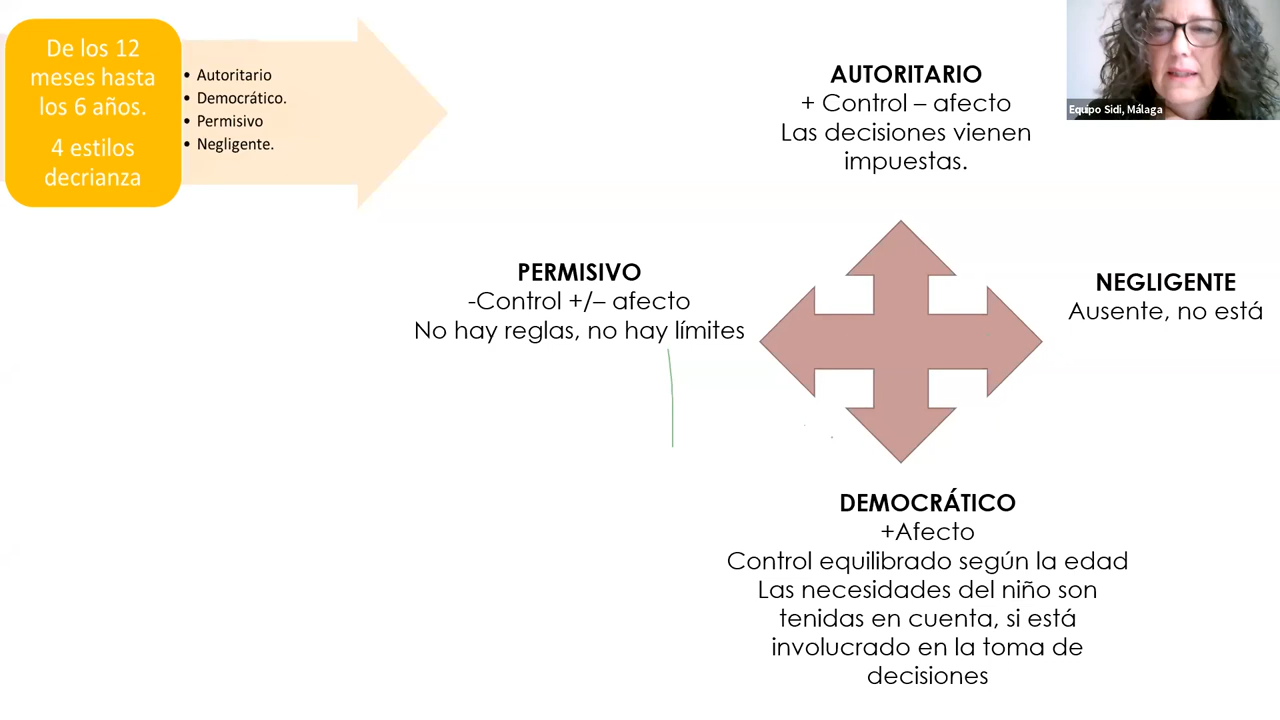 De los 12
meses hasta
los 6 años.
4 estilos
decrianza
• Autoritario
• Democrático.
• Permisivo
• Negligente.
AUTORITARIO
+ Control – afecto
Las decisiones vienen
impuestas.
Equipo Sidi, Málaga
PERMISIVO
-Control +/– afecto
No hay reglas, no hay límites
NEGLIGENTE
Ausente, no está
DEMOCRÁTICO
+Afecto
Control equilibrado según la edad
Las necesidades del niño son
tenidas en cuenta, si está
involucrado en la toma de
decisiones